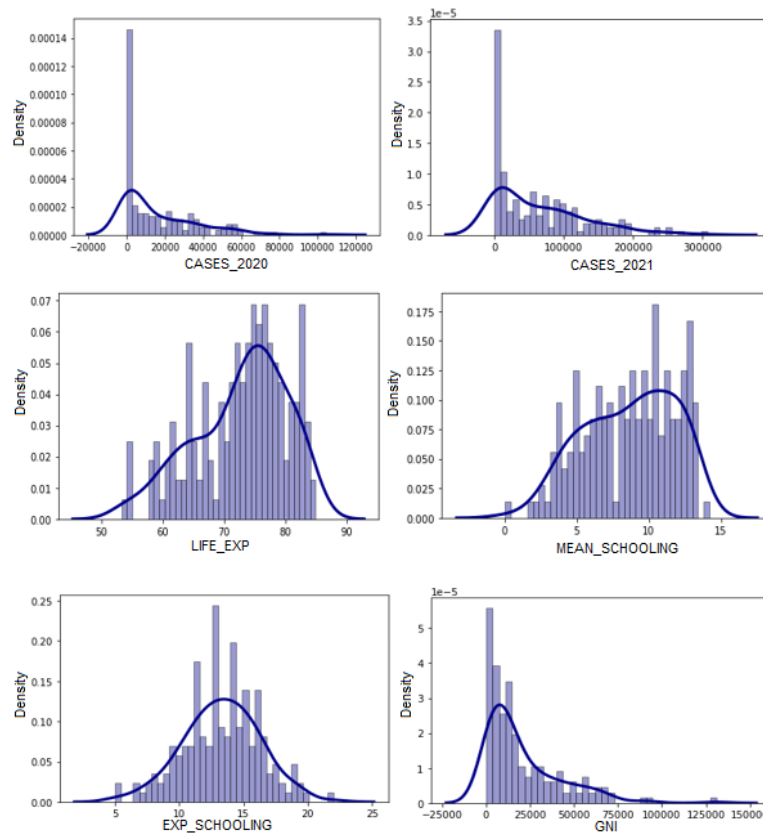 1e-5
0.00014
0.00012
0.00010
0.00008
0.00006
0.00004
0.00002
0.00000
Density
−20000 0 20000 40000 60000 80000 100000 120000
CASES_2020
3.5
3.0
2.5
2.0
1.5
1.0
0.5
0.0
Density
0 100000 200000 300000
CASES_2021
0.07
0.06
0.05
0.04
0.03
0.02
0.01
0.00
Density
50 60 70 80 90
LIFE_EXP
0.175
0.150
0.125
0.100
0.075
0.050
0.025
0.000
Density
0 5 10 15
MEAN_SCHOOLING
0.25
0.20
0.15
0.10
0.05
0.00
Density
5 10 15 20 25
EXP_SCHOOLING
1e-5
5
4
3
2
1
0
Density
−25000 0 25000 50000 75000 100000 125000 15000
GNI